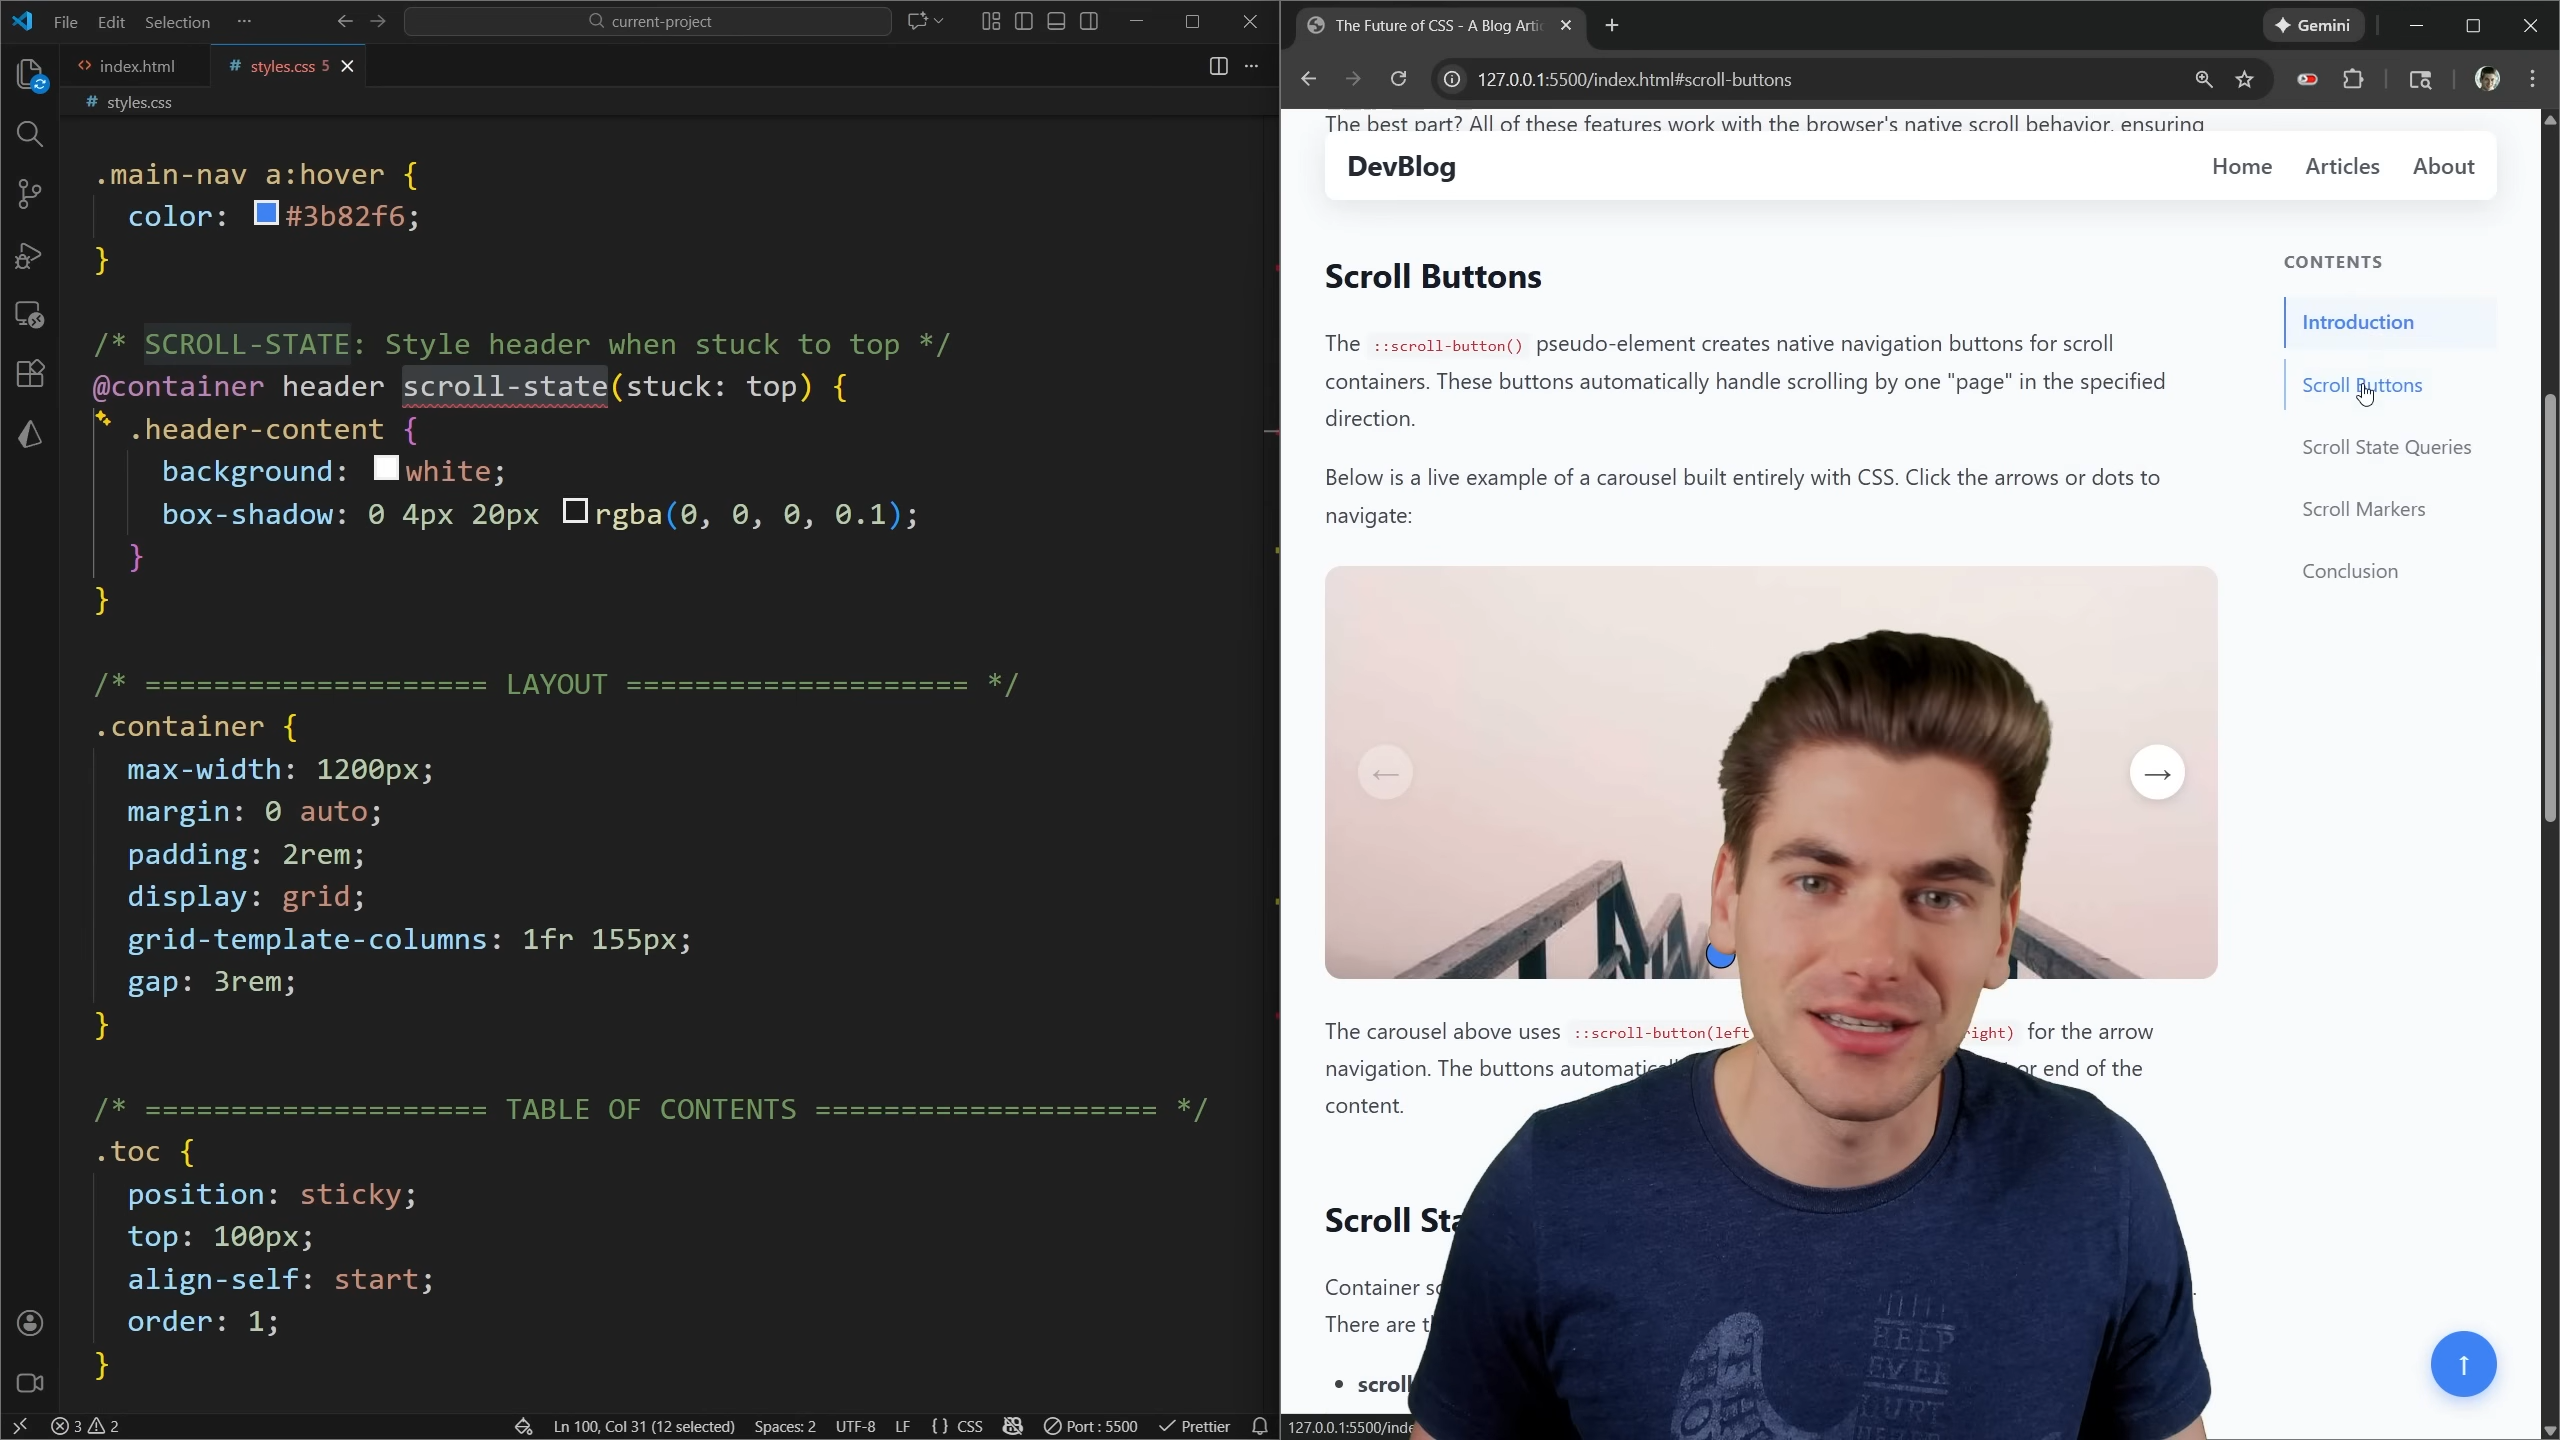 File Edit Selection ···
current-project
index.html
styles.css 5
styles.css
.main-nav a:hover {
color: #3b82f6;
}
/* SCROLL-STATE: Style header when stuck to top */
@container header scroll-state(stuck: top) {
.header-content {
background: white;
box-shadow: 0 4px 20px rgba(0, 0, 0, 0.1);
}
}
/* ==================== LAYOUT ==================== */
.container {
max-width: 1200px;
margin: 0 auto;
padding: 2rem;
display: grid;
grid-template-columns: 1fr 155px;
gap: 3rem;
}
/* ==================== TABLE OF CONTENTS ==================== */
.toc {
position: sticky;
top: 100px;
align-self: start;
order: 1;
}
3 2 Ln 100, Col 31 (12 selected) Spaces: 2 UTF-8 LF {} CSS Port : 5500 Prettier
The Future of CSS - A Blog Arti
Gemini
127.0.0.1:5500/index.html#scroll-buttons
The best part? All of these features work with the browser's native scroll behavior, ensuring
DevBlog
Home Articles About
Scroll Buttons
The ::scroll-button() pseudo-element creates native navigation buttons for scroll
containers. These buttons automatically handle scrolling by one "page" in the specified
direction.
Below is a live example of a carousel built entirely with CSS. Click the arrows or dots to
navigate:
← →
The carousel above uses ::scroll-button(left right) for the arrow
navigation. The buttons or end of the
content.
Scroll
Container
There are
• scroll
CONTENTS
Introduction
Scroll Buttons
Scroll State Queries
Scroll Markers
Conclusion
↑
HELP
EVER
HURT
127.0.0.1:5500/inde